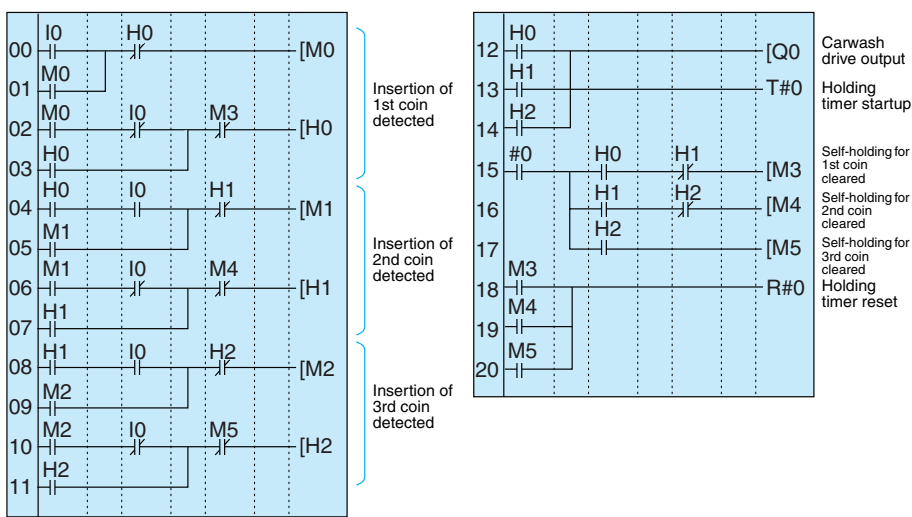 I0 H0
00 [M0
M0
01
M0 I0 M3
02 [H0
H0
03
H0 I0 H1
04 [M1
M1
05
M1 I0 M4
06 [H1
H1
07
H1 I0 H2
08 [M2
M2
09
M2 I0 M5
10 [H2
H2
11
Insertion of
1st coin
detected
Insertion of
2nd coin
detected
Insertion of
3rd coin
detected
H0
12 [Q0
H1
13 T#0
H2
14
#0 H0 H1
15 [M3
H1 H2
16 [M4
H2
17 [M5
M3
18 R#0
M4
19
M5
20
Carwash
drive output
Holding
timer startup
Self-holding for
1st coin
cleared
Self-holding for
2nd coin
cleared
Self-holding for
3rd coin
cleared
Holding
timer reset